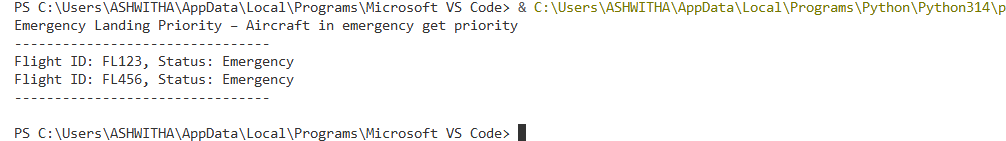 PS C:\Users\ASHWITHA\AppData\Local\Programs\Microsoft VS Code> & C:\Users\ASHWITHA\AppData\Local\Programs\Python\Python314\p
Emergency Landing Priority – Aircraft in emergency get priority
--------------------------------
Flight ID: FL123, Status: Emergency
Flight ID: FL456, Status: Emergency
--------------------------------
PS C:\Users\ASHWITHA\AppData\Local\Programs\Microsoft VS Code>